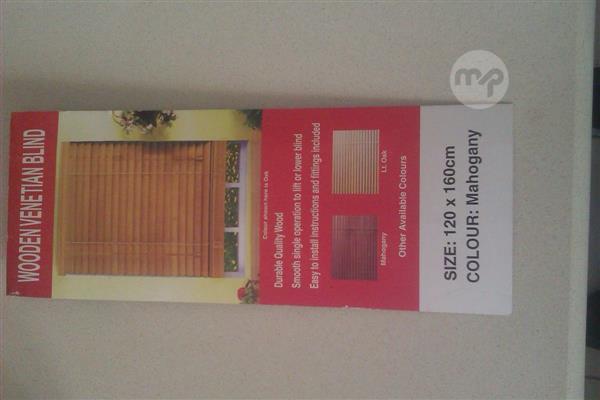 WOODEN VENETIAN BLIND
Colour shown here is Oak
Durable Quality Wood
Smooth single operation to lift or lower blind
Easy to install instructions and fittings included
Mahogany
Lt. Oak
Other Available Colours
SIZE: 120 x 160cm
COLOUR: Mahogany
mp